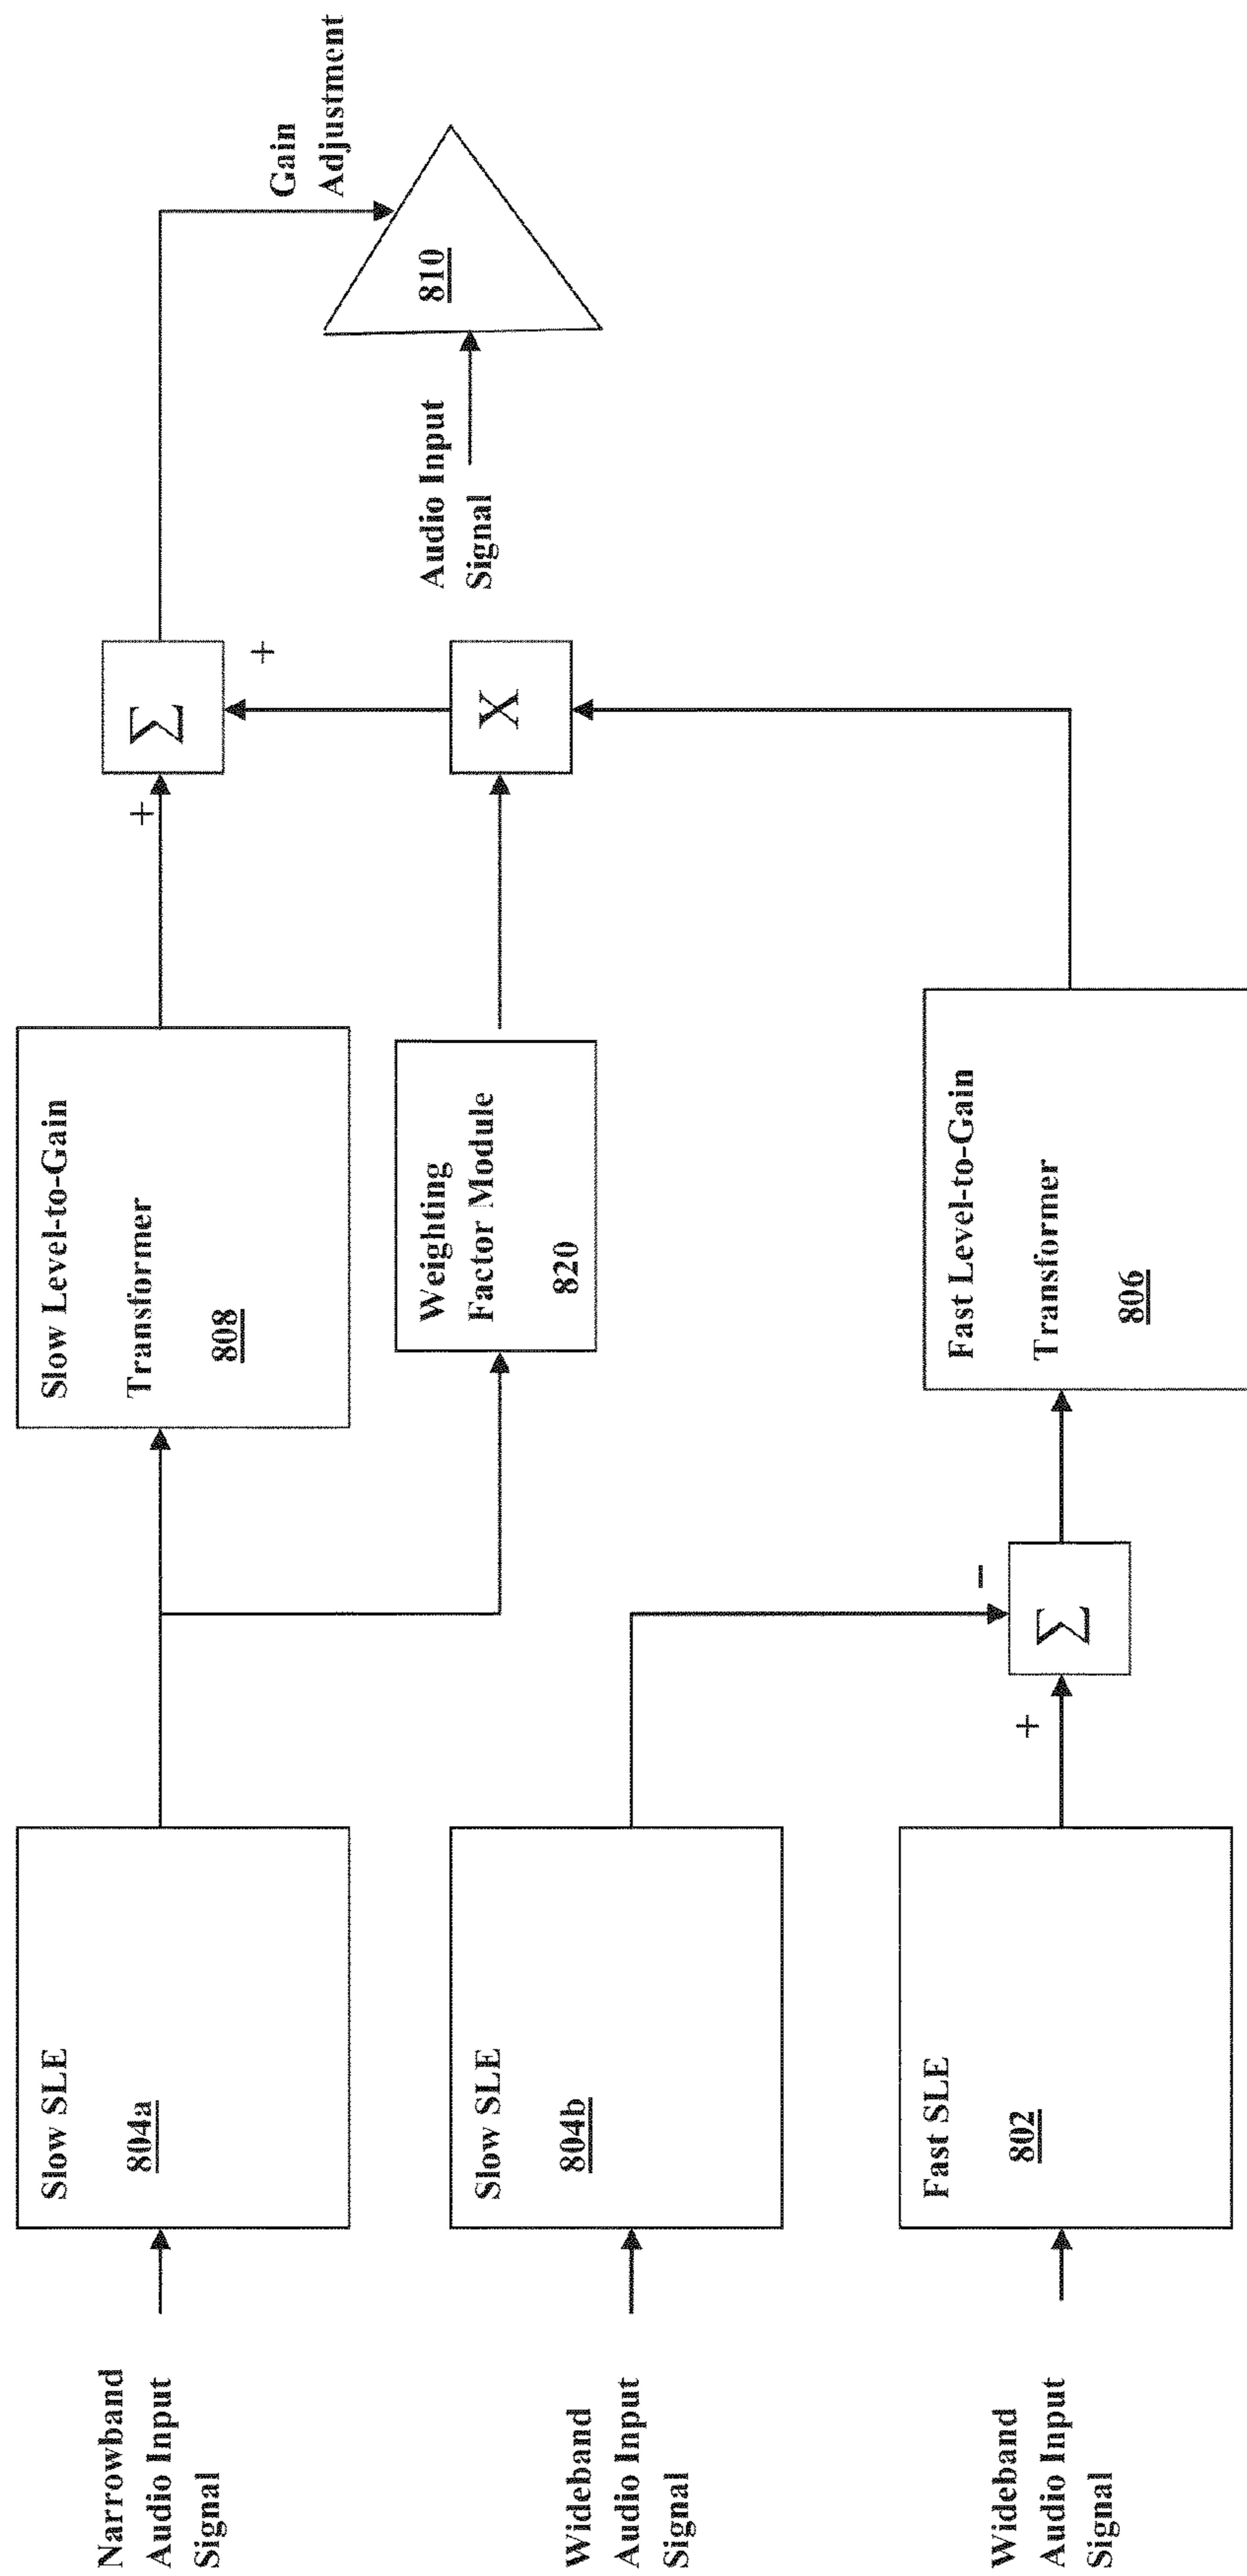 Narrowband
Audio Input
Signal
Slow SLE
804a
Slow Level-to-Gain
Transformer
808
+
Σ
+
Gain
Adjustment
Weighting
Factor Module
820
X
Audio Input
Signal
810
Wideband
Audio Input
Signal
Slow SLE
804b
−
Wideband
Audio Input
Signal
Fast SLE
802
+
Σ
Fast Level-to-Gain
Transformer
806